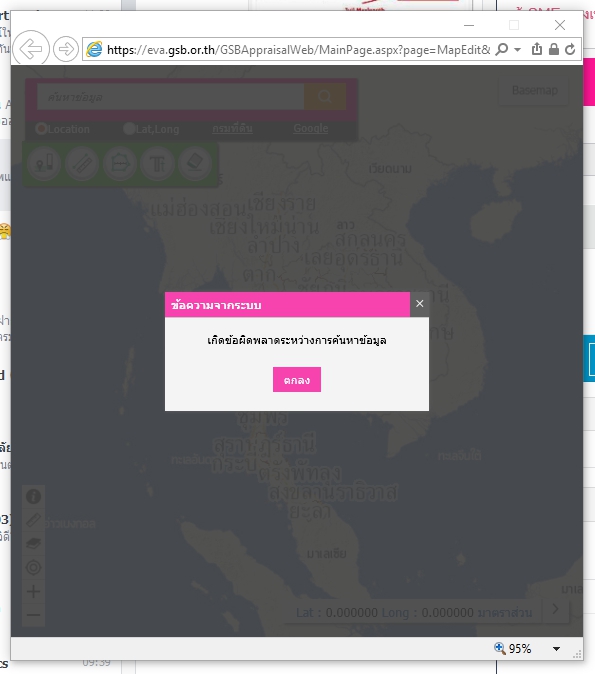 https://eva.gsb.or.th/GSBAppraisalWeb/MainPage.aspx?page=MapEdit&
ค้นหาข้อมูล
Basemap
Location Lat,Long กรมที่ดิน Google
เวียดนาม
แม่ฮ่องสอน
เชียงราย
เชียงใหม่น่าน
ลำปาง
ลาว
สกลนคร
เลยอุดรธานี
ตาก
ข้อความจากระบบ
เกิดข้อผิดพลาดระหว่างการค้นหาข้อมูล
ตกลง
ชุมพร
สุราษฎร์ธานี
กระบี่
ตรังพัทลุง
สงขลานราธิวาส
ยะลา
มาเลเซีย
Lat : 0.000000 Long : 0.000000 มาตราส่วน
95%
09:39